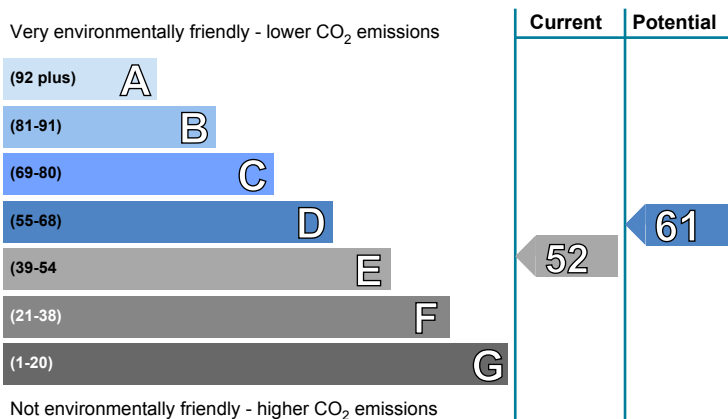 Current Potential
Very environmentally friendly - lower CO2 emissions
(92 plus) A
(81-91) B
(69-80) C
(55-68) D
61
(39-54 E
52
(21-38) F
(1-20) G
Not environmentally friendly - higher CO2 emissions